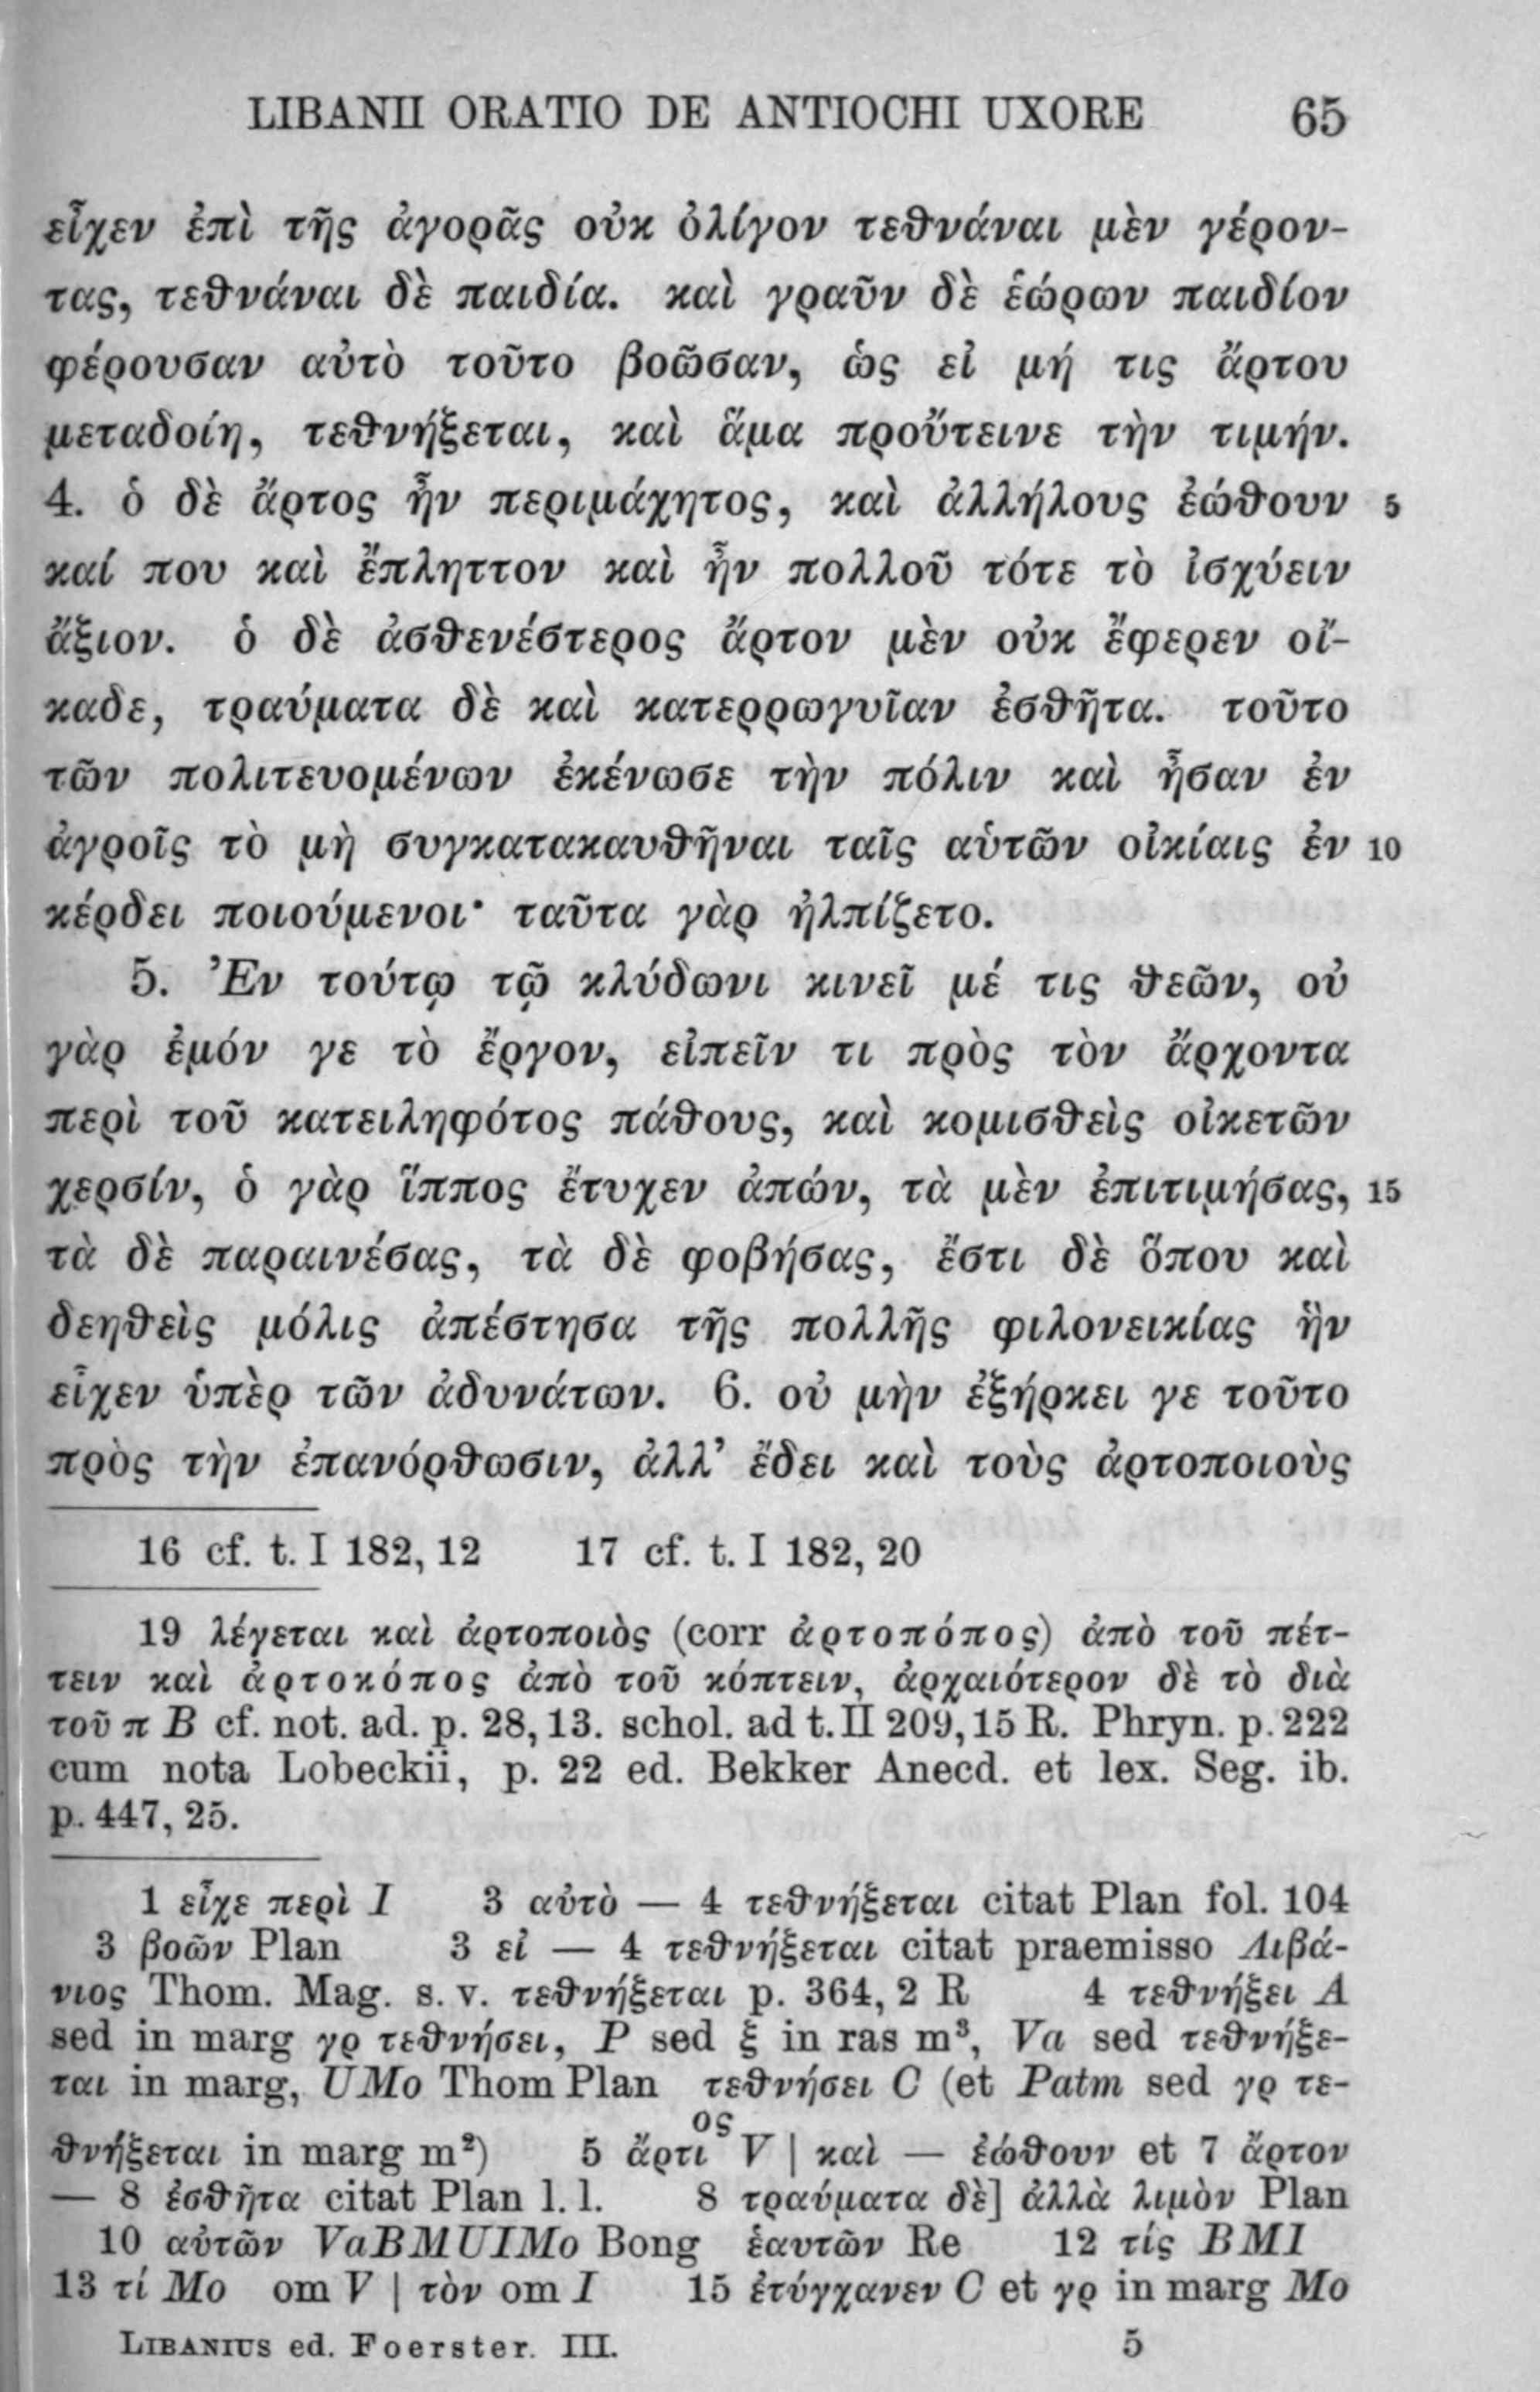 LIBANII ORATIO DE ANTIOCHI UXORE 65
εἶχεν ἐπὶ τῆς ἀγορᾶς οὐκ ὀλίγον τεθνάναι μὲν γέρον-
τας, τεθνάναι δὲ παιδία. καὶ γραῦν δὲ ἑώρων παιδίον
φέρουσαν αὐτὸ τοῦτο βοῶσαν, ὡς εἰ μή τις ἄρτου
μεταδοίη, τεθνήξεται, καὶ ἅμα προὔτεινε τὴν τιμήν.
4. ὁ δὲ ἄρτος ἦν περιμάχητος, καὶ ἀλλήλους ἐώθουν 5
καί που καὶ ἔπληττον καὶ ἦν πολλοῦ τότε τὸ ἰσχύειν
ἄξιον. ὁ δὲ ἀσθενέστερος ἄρτον μὲν οὐκ ἔφερεν οἴ-
καδε, τραύματα δὲ καὶ κατερρωγυῖαν ἐσθῆτα. τοῦτο
τῶν πολιτευομένων ἐκένωσε τὴν πόλιν καὶ ἦσαν ἐν
ἀγροῖς τὸ μὴ συγκατακαυθῆναι ταῖς αὑτῶν οἰκίαις ἐν 10
κέρδει ποιούμενοι· ταῦτα γὰρ ἠλπίζετο.
5. Ἐν τούτῳ τῷ κλύδωνι κινεῖ μέ τις θεῶν, οὐ
γὰρ ἐμόν γε τὸ ἔργον, εἰπεῖν τι πρὸς τὸν ἄρχοντα
περὶ τοῦ κατειληφότος πάθους, καὶ κομισθεὶς οἰκετῶν
χερσίν, ὁ γὰρ ἵππος ἔτυχεν ἀπών, τὰ μὲν ἐπιτιμήσας, 15
τὰ δὲ παραινέσας, τὰ δὲ φοβήσας, ἔστι δὲ ὅπου καὶ
δεηθεὶς μόλις ἀπέστησα τῆς πολλῆς φιλονεικίας ἣν
εἶχεν ὑπὲρ τῶν ἀδυνάτων. 6. οὐ μὴν ἐξήρκει γε τοῦτο
πρὸς τὴν ἐπανόρθωσιν, ἀλλ’ ἔδει καὶ τοὺς ἀρτοποιοὺς
16 cf. t. I 182, 12 17 cf. t. I 182, 20
19 λέγεται καὶ ἀρτοποιὸς (corr ἀρτοπόπος) ἀπὸ τοῦ πέτ-
τειν καὶ ἀρτοκόπος ἀπὸ τοῦ κόπτειν, ἀρχαιότερον δὲ τὸ διὰ
τοῦ π B cf. not. ad. p. 28, 13. schol. ad t. II 209, 15 R. Phryn. p. 222
cum nota Lobeckii, p. 22 ed. Bekker Anecd. et lex. Seg. ib.
p. 447, 25.
1 εἶχε περὶ I 3 αὐτὸ — 4 τεθνήξεται citat Plan fol. 104
3 βοῶν Plan 3 εἰ — 4 τεθνήξεται citat praemisso Λιβά-
νιος Thom. Mag. s. v. τεθνήξεται p. 364, 2 R 4 τεθνήξει A
sed in marg γρ τεθνήσει, P sed ξ in ras m³, Va sed τεθνήξε-
ται in marg, UMo Thom Plan τεθνήσει C (et Patm sed γρ τε-
θνήξεται in marg m²) 5 ἄρτι^ος V | καὶ — ἐώθουν et 7 ἄρτον
— 8 ἐσθῆτα citat Plan l. l. 8 τραύματα δὲ] ἀλλὰ λιμὸν Plan
10 αὐτῶν VaBMUIMo Bong ἑαυτῶν Re 12 τίς BMI
13 τί Mo om V | τὸν om I 15 ἐτύγχανεν C et γρ in marg Mo
LIBANIUS ed. Foerster. III. 5